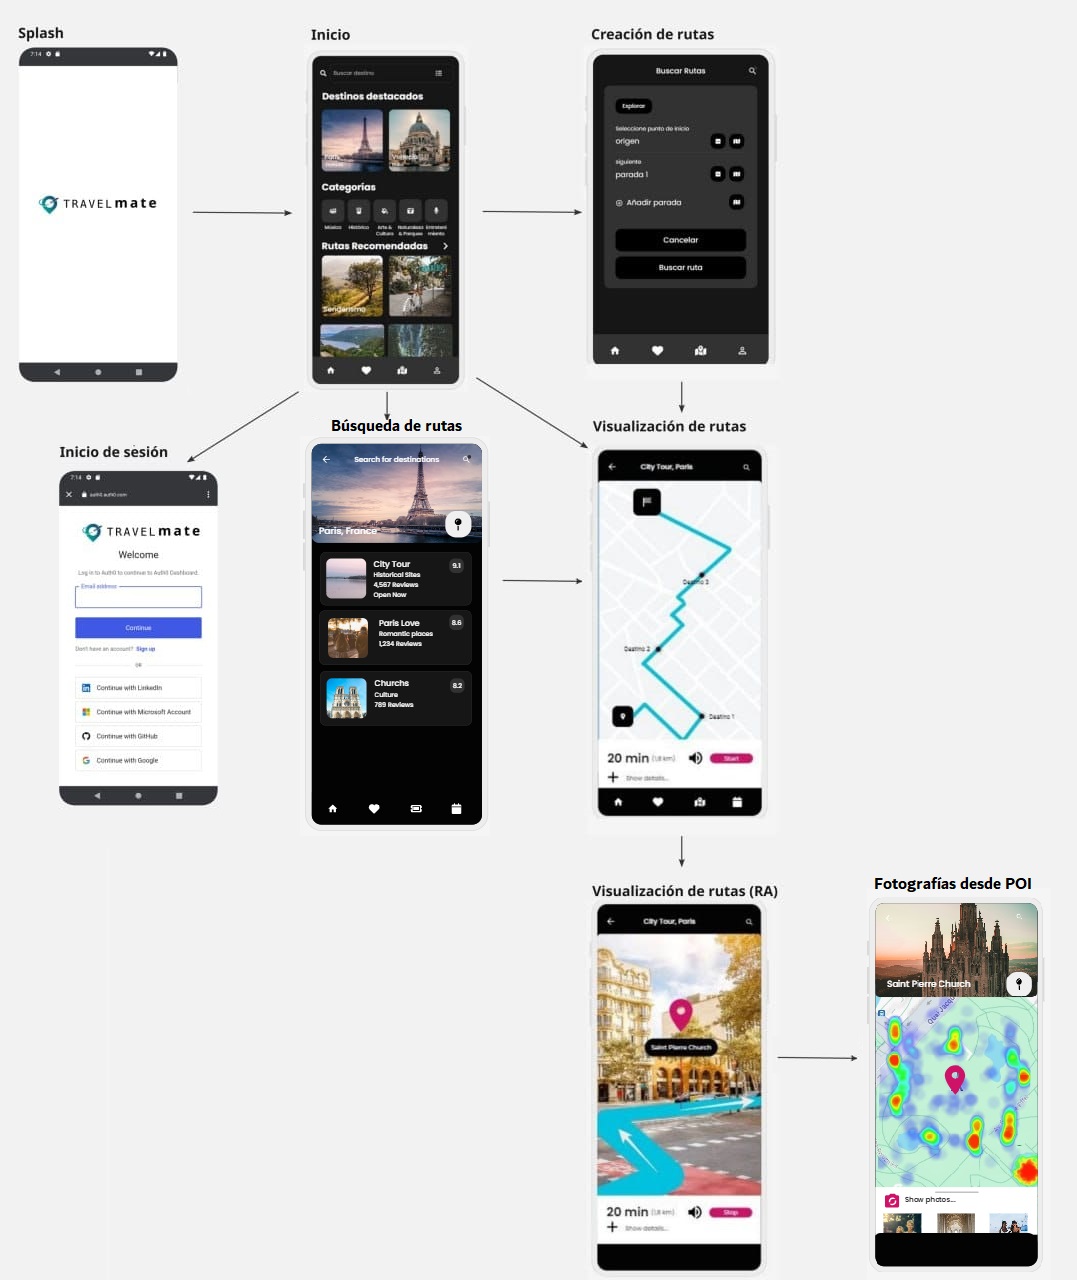 Splash
7:14
TRAVELmate
Inicio
Buscar destino
Destinos destacados
París
Venecia
Categorías
Música
Histórico
Arte & Cultura
Naturaleza & Parques
Entreteni miento
Rutas Recomendadas
Senderismo
Creación de rutas
Buscar Rutas
Explorar
Seleccione punto de inicio
origen
siguiente
parada 1
Añadir parada
Cancelar
Buscar ruta
Inicio de sesión
7:14
auth0.auth0.com
TRAVELmate
Welcome
Log in to Auth0 to continue to Auth0 Dashboard.
Email address
Continue
Don't have an account? Sign up
OR
Continue with LinkedIn
Continue with Microsoft Account
Continue with GitHub
Continue with Google
Búsqueda de rutas
Search for destinations
Paris, France
City Tour
9.1
Historical Sites
4,567 Reviews
Open Now
Paris Love
8.6
Romantic places
1,234 Reviews
Churchs
8.2
Culture
789 Reviews
Visualización de rutas
City Tour, Paris
Destino 3
Destino 2
Destino 1
20 min (1,8 km)
Start
Show details...
Visualización de rutas (RA)
City Tour, Paris
Saint Pierre Church
20 min (1,8 km)
Stop
Show details...
Fotografías desde POI
Saint Pierre Church
Show photos...